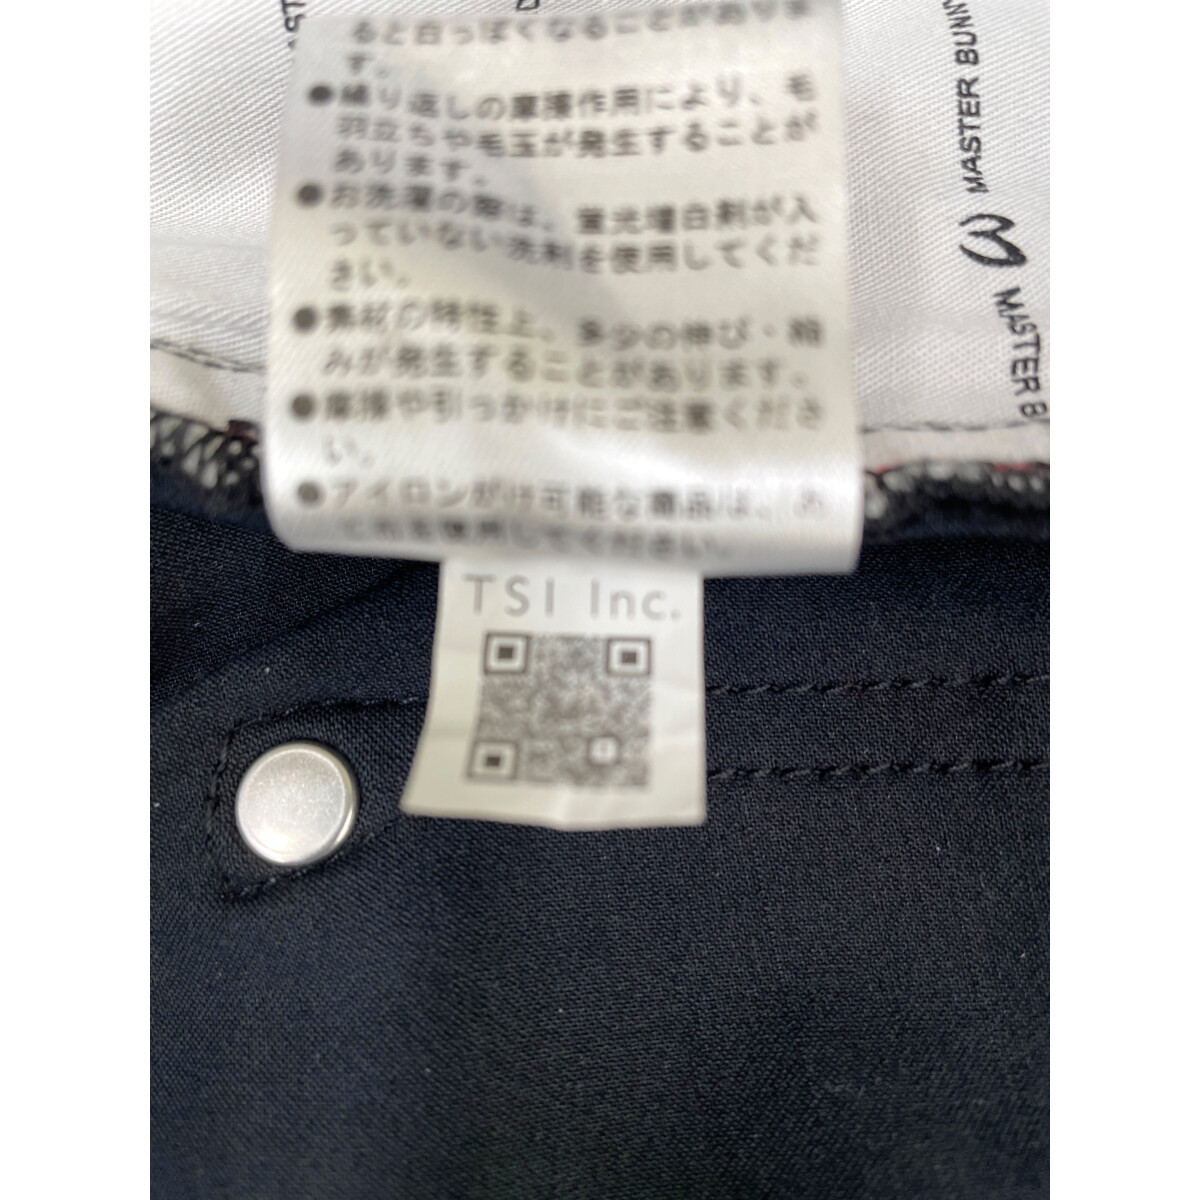 ると白っぽくなることがありま
す。
●繰り返しの摩擦作用により、毛
羽立ちや毛玉が発生することが
あります。
●お洗濯の際は、蛍光増白剤が入
っていない洗剤を使用してくだ
さい。
●素材の特性上、多少の伸び・縮
みが発生することがあります。
●摩擦や引っかけにご注意くださ
い。
●アイロンがけ可能な商品は、あ
て布を使用してください。
TSI Inc.
MASTER BUNN
MASTER B